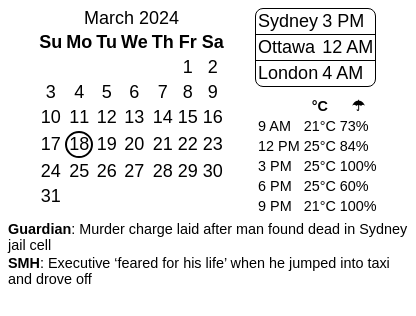 March 2024
Su Mo Tu We Th Fr Sa
1 2
3 4 5 6 7 8 9
10 11 12 13 14 15 16
17 18 19 20 21 22 23
24 25 26 27 28 29 30
31
Sydney 3 PM
Ottawa 12 AM
London 4 AM
°C ☂
9 AM 21°C 73%
12 PM 25°C 84%
3 PM 25°C 100%
6 PM 25°C 60%
9 PM 21°C 100%
Guardian: Murder charge laid after man found dead in Sydney
jail cell
SMH: Executive ‘feared for his life’ when he jumped into taxi
and drove off